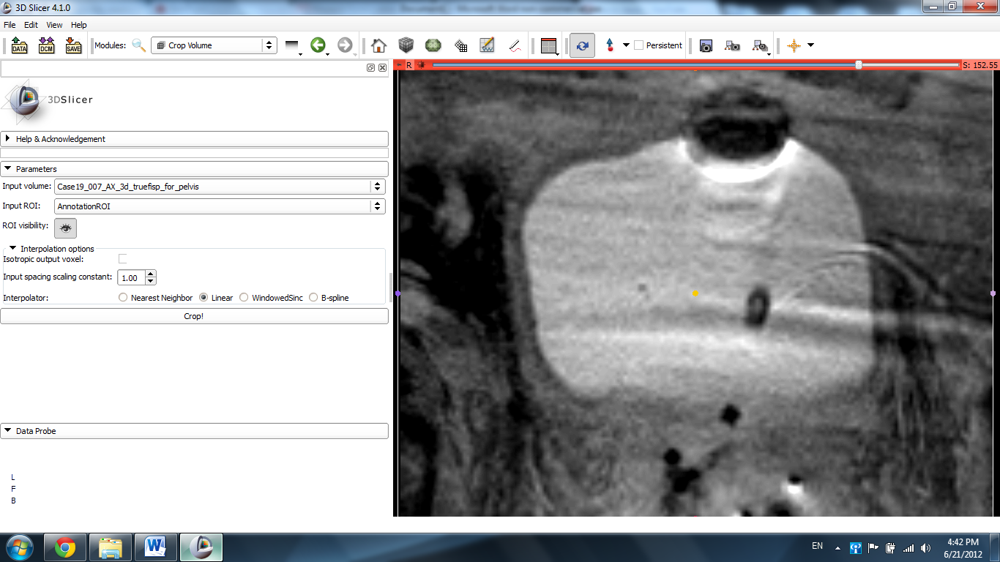 3D Slicer 4.1.0
File Edit View Help
DATA DCM SAVE Modules: Crop Volume Persistent
R S: 152.55
3DSlicer
Help & Acknowledgement
Parameters
Input volume: Case19_007_AX_3d_truefisp_for_pelvis
Input ROI: AnnotationROI
ROI visibility:
Interpolation options
Isotropic output voxel:
Input spacing scaling constant: 1.00
Interpolator: Nearest Neighbor Linear WindowedSinc B-spline
Crop!
Data Probe
L
F
B
EN 4:42 PM
6/21/2012